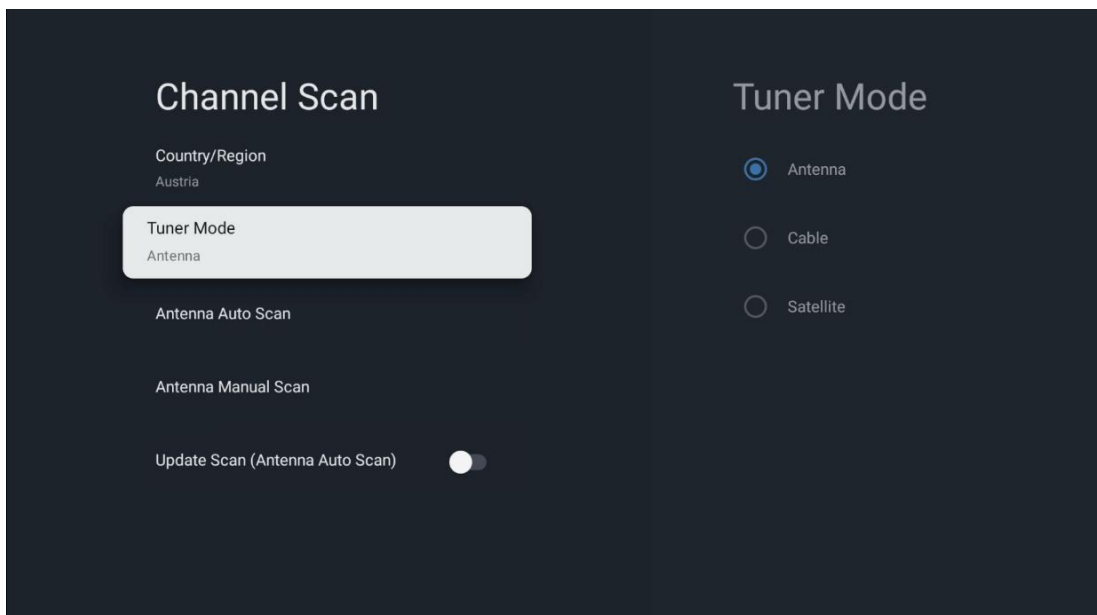 Channel Scan
Country/Region
Austria
Tuner Mode
Antenna
Antenna Auto Scan
Antenna Manual Scan
Update Scan (Antenna Auto Scan)
Tuner Mode
Antenna
Cable
Satellite